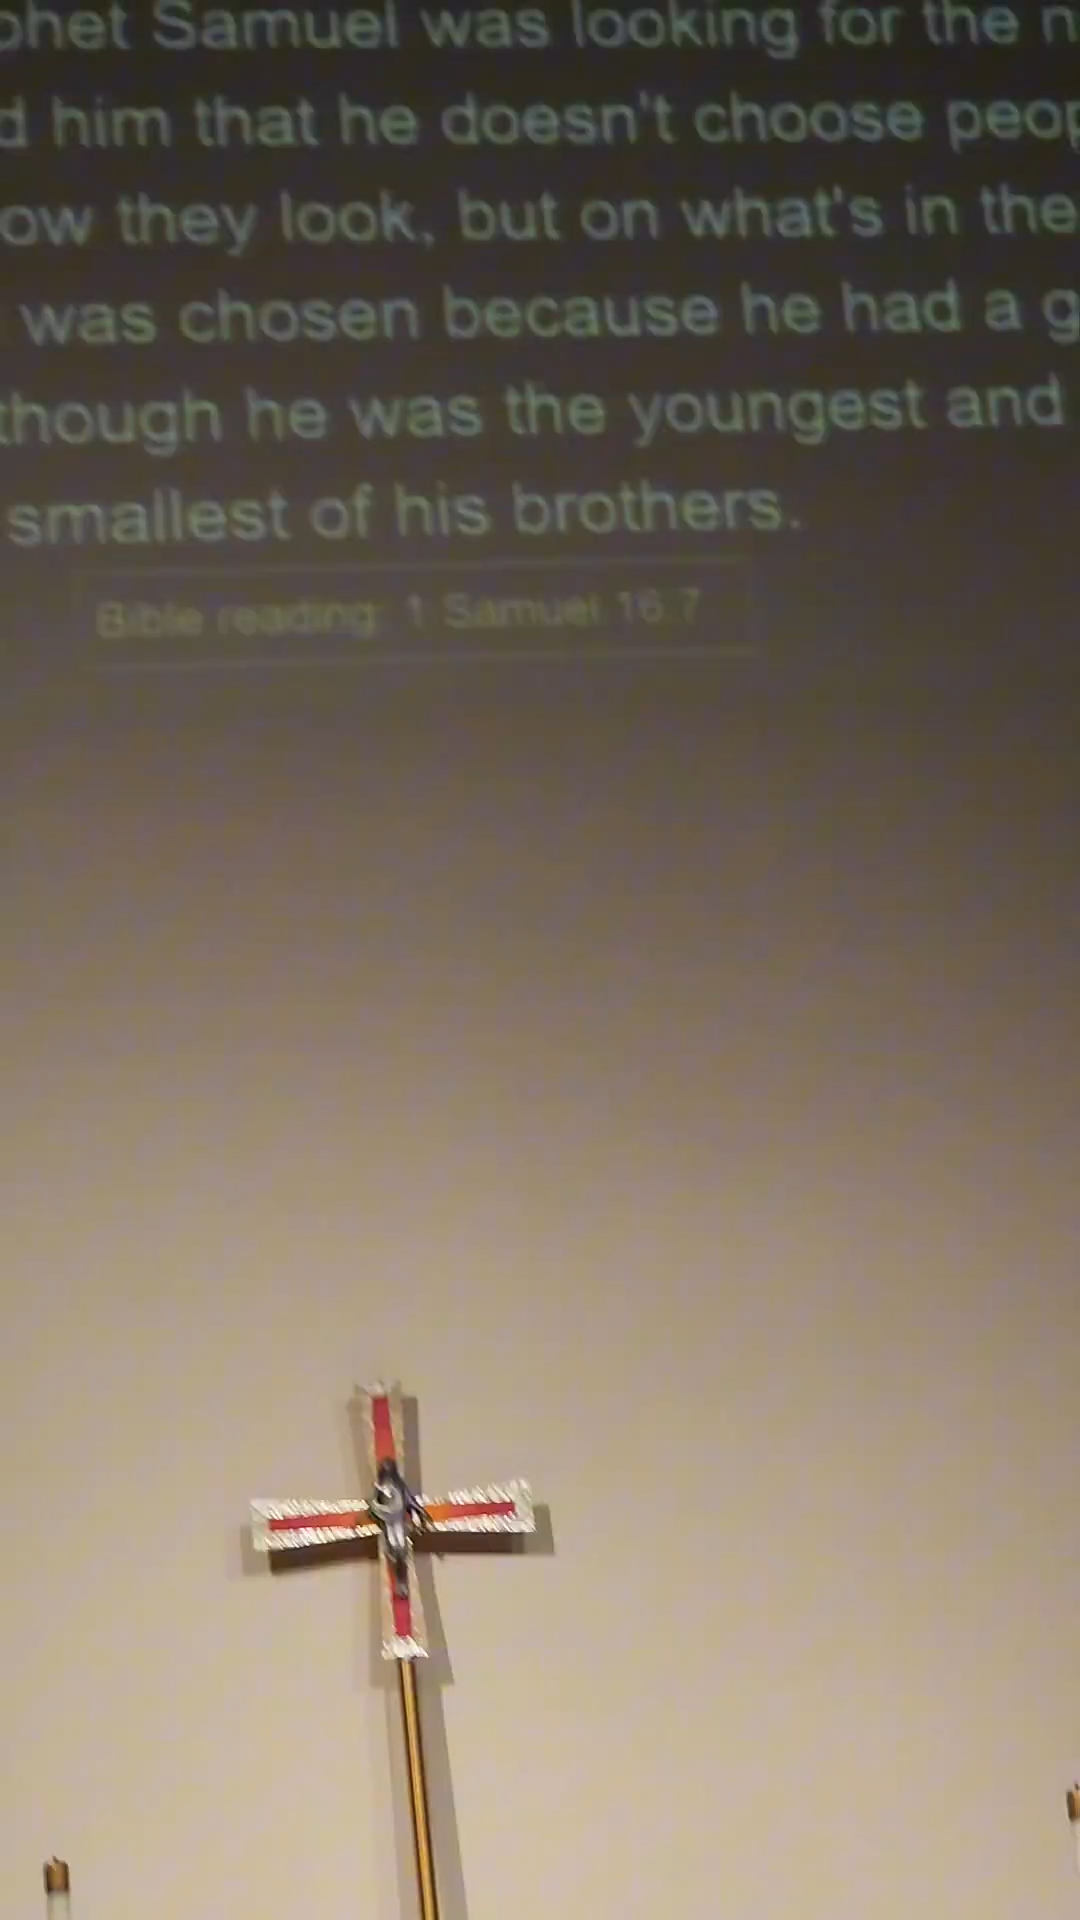 phet Samuel was looking for the n
d him that he doesn't choose peop
ow they look, but on what's in the
was chosen because he had a g
though he was the youngest and
smallest of his brothers.
Bible reading: 1 Samuel 16:7